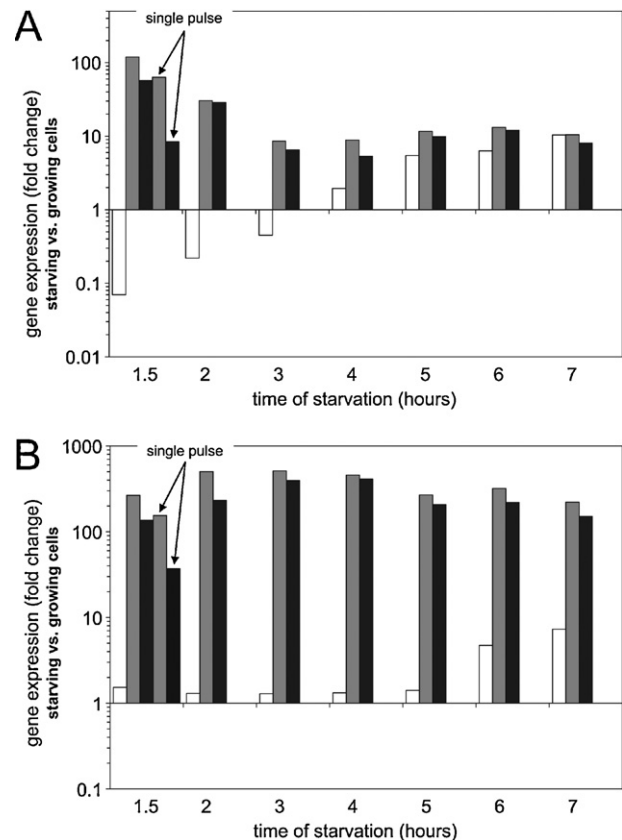 A
single pulse
gene expression (fold change)
starving vs. growing cells
100
10
1
0.1
0.01
1.5 2 3 4 5 6 7
time of starvation (hours)
B
single pulse
gene expression (fold change)
starving vs. growing cells
1000
100
10
1
0.1
1.5 2 3 4 5 6 7
time of starvation (hours)